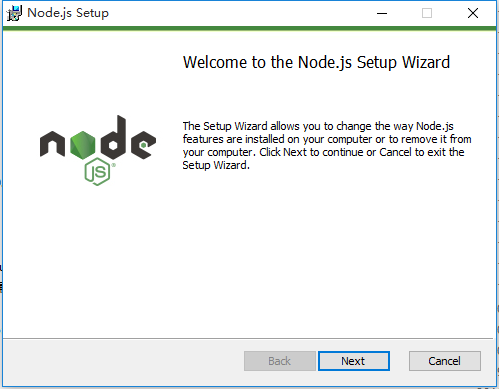 Node.js Setup
Welcome to the Node.js Setup Wizard
The Setup Wizard allows you to change the way Node.js
features are installed on your computer or to remove it from
your computer. Click Next to continue or Cancel to exit the
Setup Wizard.
node
JS
Back
Next
Cancel